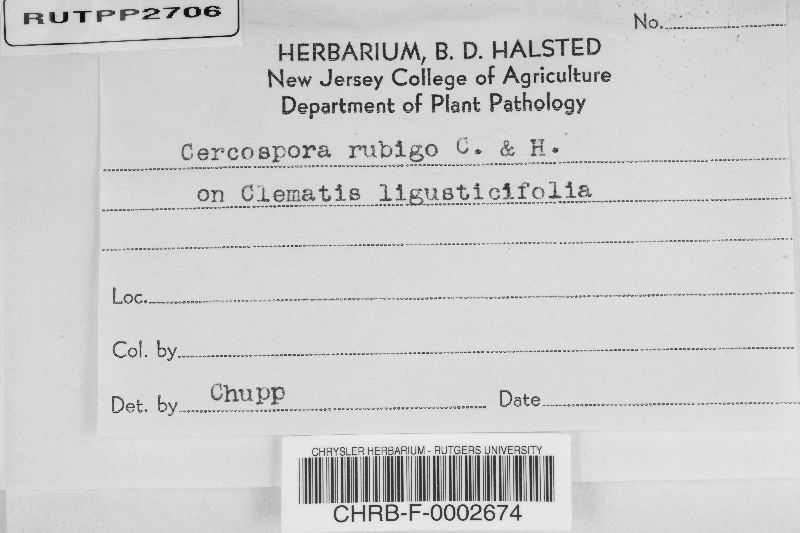 RUTPP2706
No.
HERBARIUM, B. D. HALSTED
New Jersey College of Agriculture
Department of Plant Pathology
Cercospora rubigo C. & H.
on Clematis ligusticifolia
Loc.
Col. by
Det. by Chupp Date
CHRYSLER HERBARIUM - RUTGERS UNIVERSITY
CHRB-F-0002674